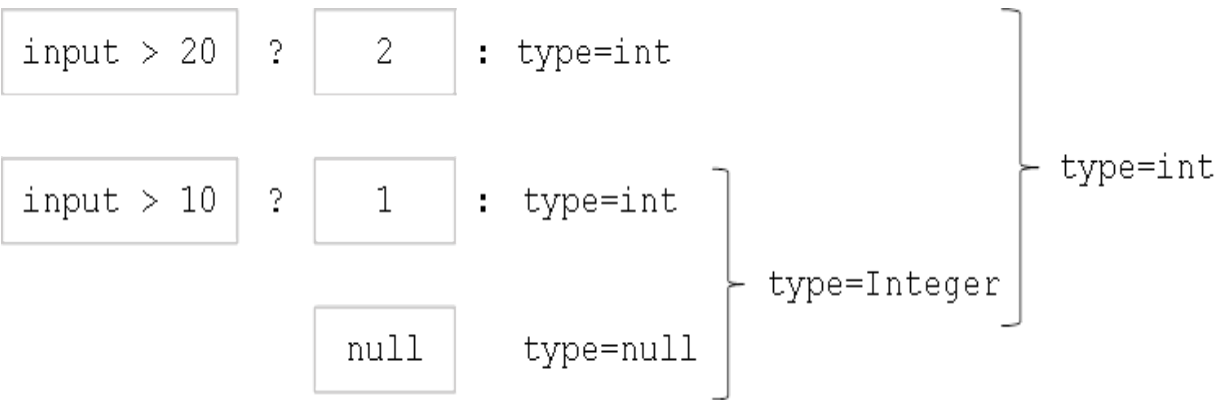 input > 20 ? 2 : type=int
type=int
input > 10 ? 1 : type=int
type=Integer
null type=null